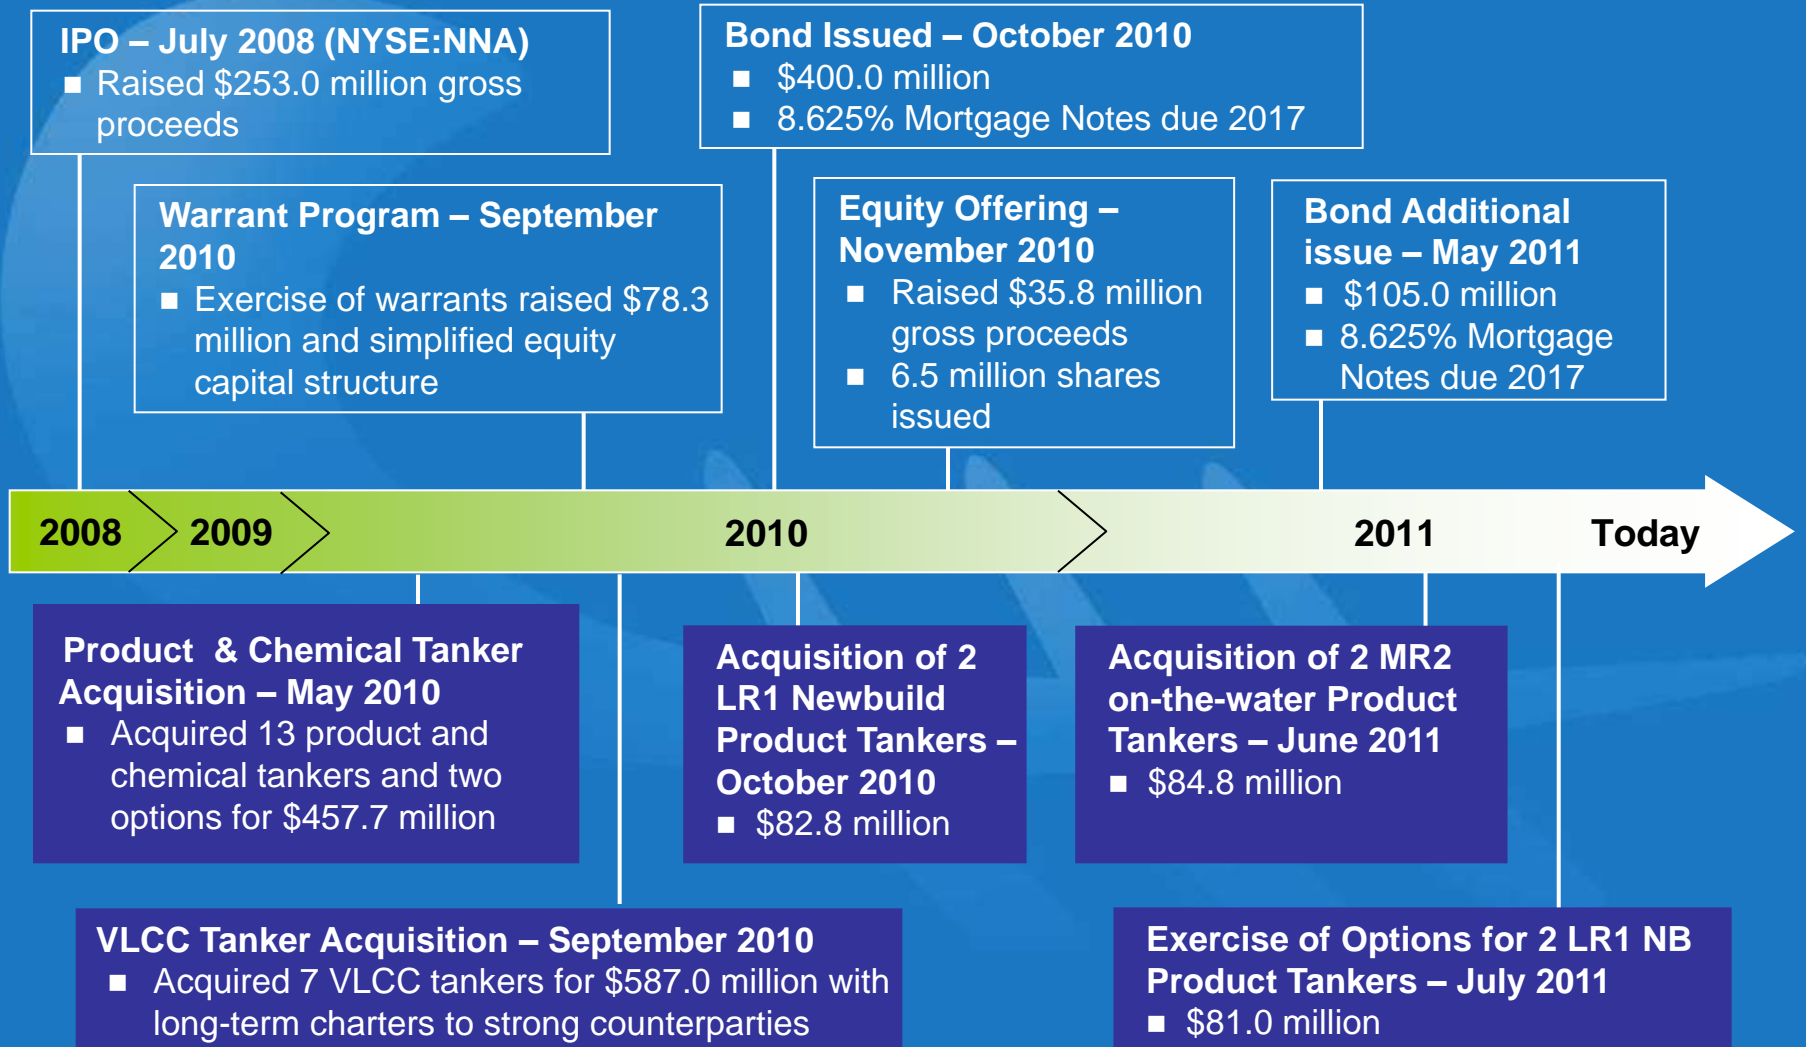 IPO – July 2008 (NYSE:NNA)
■ Raised $253.0 million gross
proceeds
Bond Issued – October 2010
■ $400.0 million
■ 8.625% Mortgage Notes due 2017
Warrant Program – September
2010
■ Exercise of warrants raised $78.3
million and simplified equity
capital structure
Equity Offering –
November 2010
■ Raised $35.8 million
gross proceeds
■ 6.5 million shares
issued
Bond Additional
issue – May 2011
■ $105.0 million
■ 8.625% Mortgage
Notes due 2017
2008 2009 2010 2011 Today
Product & Chemical Tanker
Acquisition – May 2010
■ Acquired 13 product and
chemical tankers and two
options for $457.7 million
Acquisition of 2
LR1 Newbuild
Product Tankers –
October 2010
■ $82.8 million
Acquisition of 2 MR2
on-the-water Product
Tankers – June 2011
■ $84.8 million
VLCC Tanker Acquisition – September 2010
■ Acquired 7 VLCC tankers for $587.0 million with
long-term charters to strong counterparties
Exercise of Options for 2 LR1 NB
Product Tankers – July 2011
■ $81.0 million